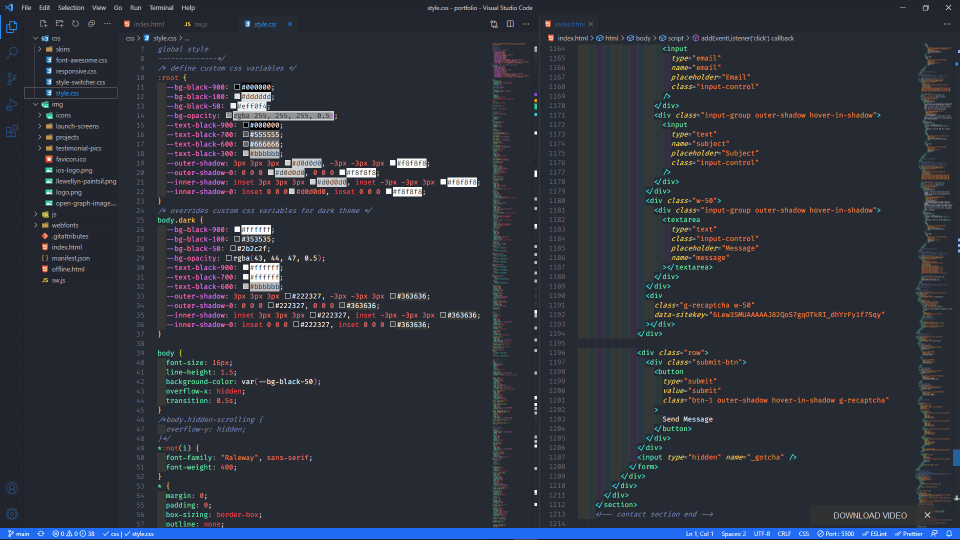 File Edit Selection View Go Run Terminal Help
style.css - portfolio - Visual Studio Code
css
skins
font-awesome.css
responsive.css
style-switcher.css
style.css
img
icons
launch-screens
projects
testimonial-pics
favicon.ico
ios-logo.png
llewellyn-paintsil.png
logo.png
open-graph-image....
js
webfonts
.gitattributes
index.html
manifest.json
offline.html
sw.js
index.html sw.js style.css
css > style.css > ...
7 global style
8 ---------------*/
9 /* define custom css variables */
10 :root {
11 --bg-black-900: #000000;
12 --bg-black-100: #dddddd;
13 --bg-black-50: #eff0f4;
14 --bg-opacity: rgba 255, 255, 255, 0.5 ;
15 --text-black-900: #000000;
16 --text-black-700: #555555;
17 --text-black-600: #666666;
18 --text-black-300: #bbbbbb;
19 --outer-shadow: 3px 3px 3px #d0d0d0, -3px -3px 3px #f8f8f8;
20 --outer-shadow-0: 0 0 0 #d0d0d0, 0 0 0 #f8f8f8;
21 --inner-shadow: inset 3px 3px 3px #d0d0d0, inset -3px -3px 3px #f8f8f8;
22 --inner-shadow-0: inset 0 0 0 #d0d0d0, inset 0 0 0 #f8f8f8;
23 }
24 /* overrides custom css variables for dark theme */
25 body.dark {
26 --bg-black-900: #ffffff;
27 --bg-black-100: #353535;
28 --bg-black-50: #2b2c2f;
29 --bg-opacity: rgba(43, 44, 47, 0.5);
30 --text-black-900: #ffffff;
31 --text-black-700: #ffffff;
32 --text-black-600: #bbbbbb;
33 --outer-shadow: 3px 3px 3px #222327, -3px -3px 3px #363636;
34 --outer-shadow-0: 0 0 0 #222327, 0 0 0 #363636;
35 --inner-shadow: inset 3px 3px 3px #222327, inset -3px -3px 3px #363636;
36 --inner-shadow-0: inset 0 0 0 #222327, inset 0 0 0 #363636;
37 }
38
39 body {
40 font-size: 16px;
41 line-height: 1.5;
42 background-color: var(--bg-black-50);
43 overflow-x: hidden;
44 transition: 0.5s;
45 }
46 /*body.hidden-scrolling {
47 overflow-y: hidden;
48 }*/
49 *:not(i) {
50 font-family: "Raleway", sans-serif;
51 font-weight: 400;
52 }
53 * {
54 margin: 0;
55 padding: 0;
56 box-sizing: border-box;
57 outline: none;
index.html
index.html > html > body > script > addEventListener('click') callback
1164 <input
1165 type="email"
1166 name="email"
1167 placeholder="Email"
1168 class="input-control"
1169 />
1170 </div>
1171 <div class="input-group outer-shadow hover-in-shadow">
1172 <input
1173 type="text"
1174 name="subject"
1175 placeholder="Subject"
1176 class="input-control"
1177 />
1178 </div>
1179 </div>
1180 <div class="w-50">
1181 <div class="input-group outer-shadow hover-in-shadow">
1182 <textarea
1183 type="text"
1184 class="input-control"
1185 placeholder="Message"
1186 name="message"
1187 ></textarea>
1188 </div>
1189 </div>
1190 <div
1191 class="g-recaptcha w-50"
1192 
1193 ></div>
1194 </div>
1195
1196 <div class="row">
1197 <div class="submit-btn">
1198 <button
1199 type="submit"
1200 value="submit"
1201 class="btn-1 outer-shadow hover-in-shadow g-recaptcha"
1202 >
1203 Send Message
1204 </button>
1205 </div>
1206 </div>
1207 <input type="hidden" name="_gotcha" />
1208 </form>
1209 </div>
1210 </div>
1211 </div>
1212 </section>
1213 <!-- contact section end -->
1214
DOWNLOAD VIDEO
main 0 0 38 css | style.css Ln 1, Col 1 Spaces: 2 UTF-8 CRLF CSS Port : 5500 ESLint Prettier